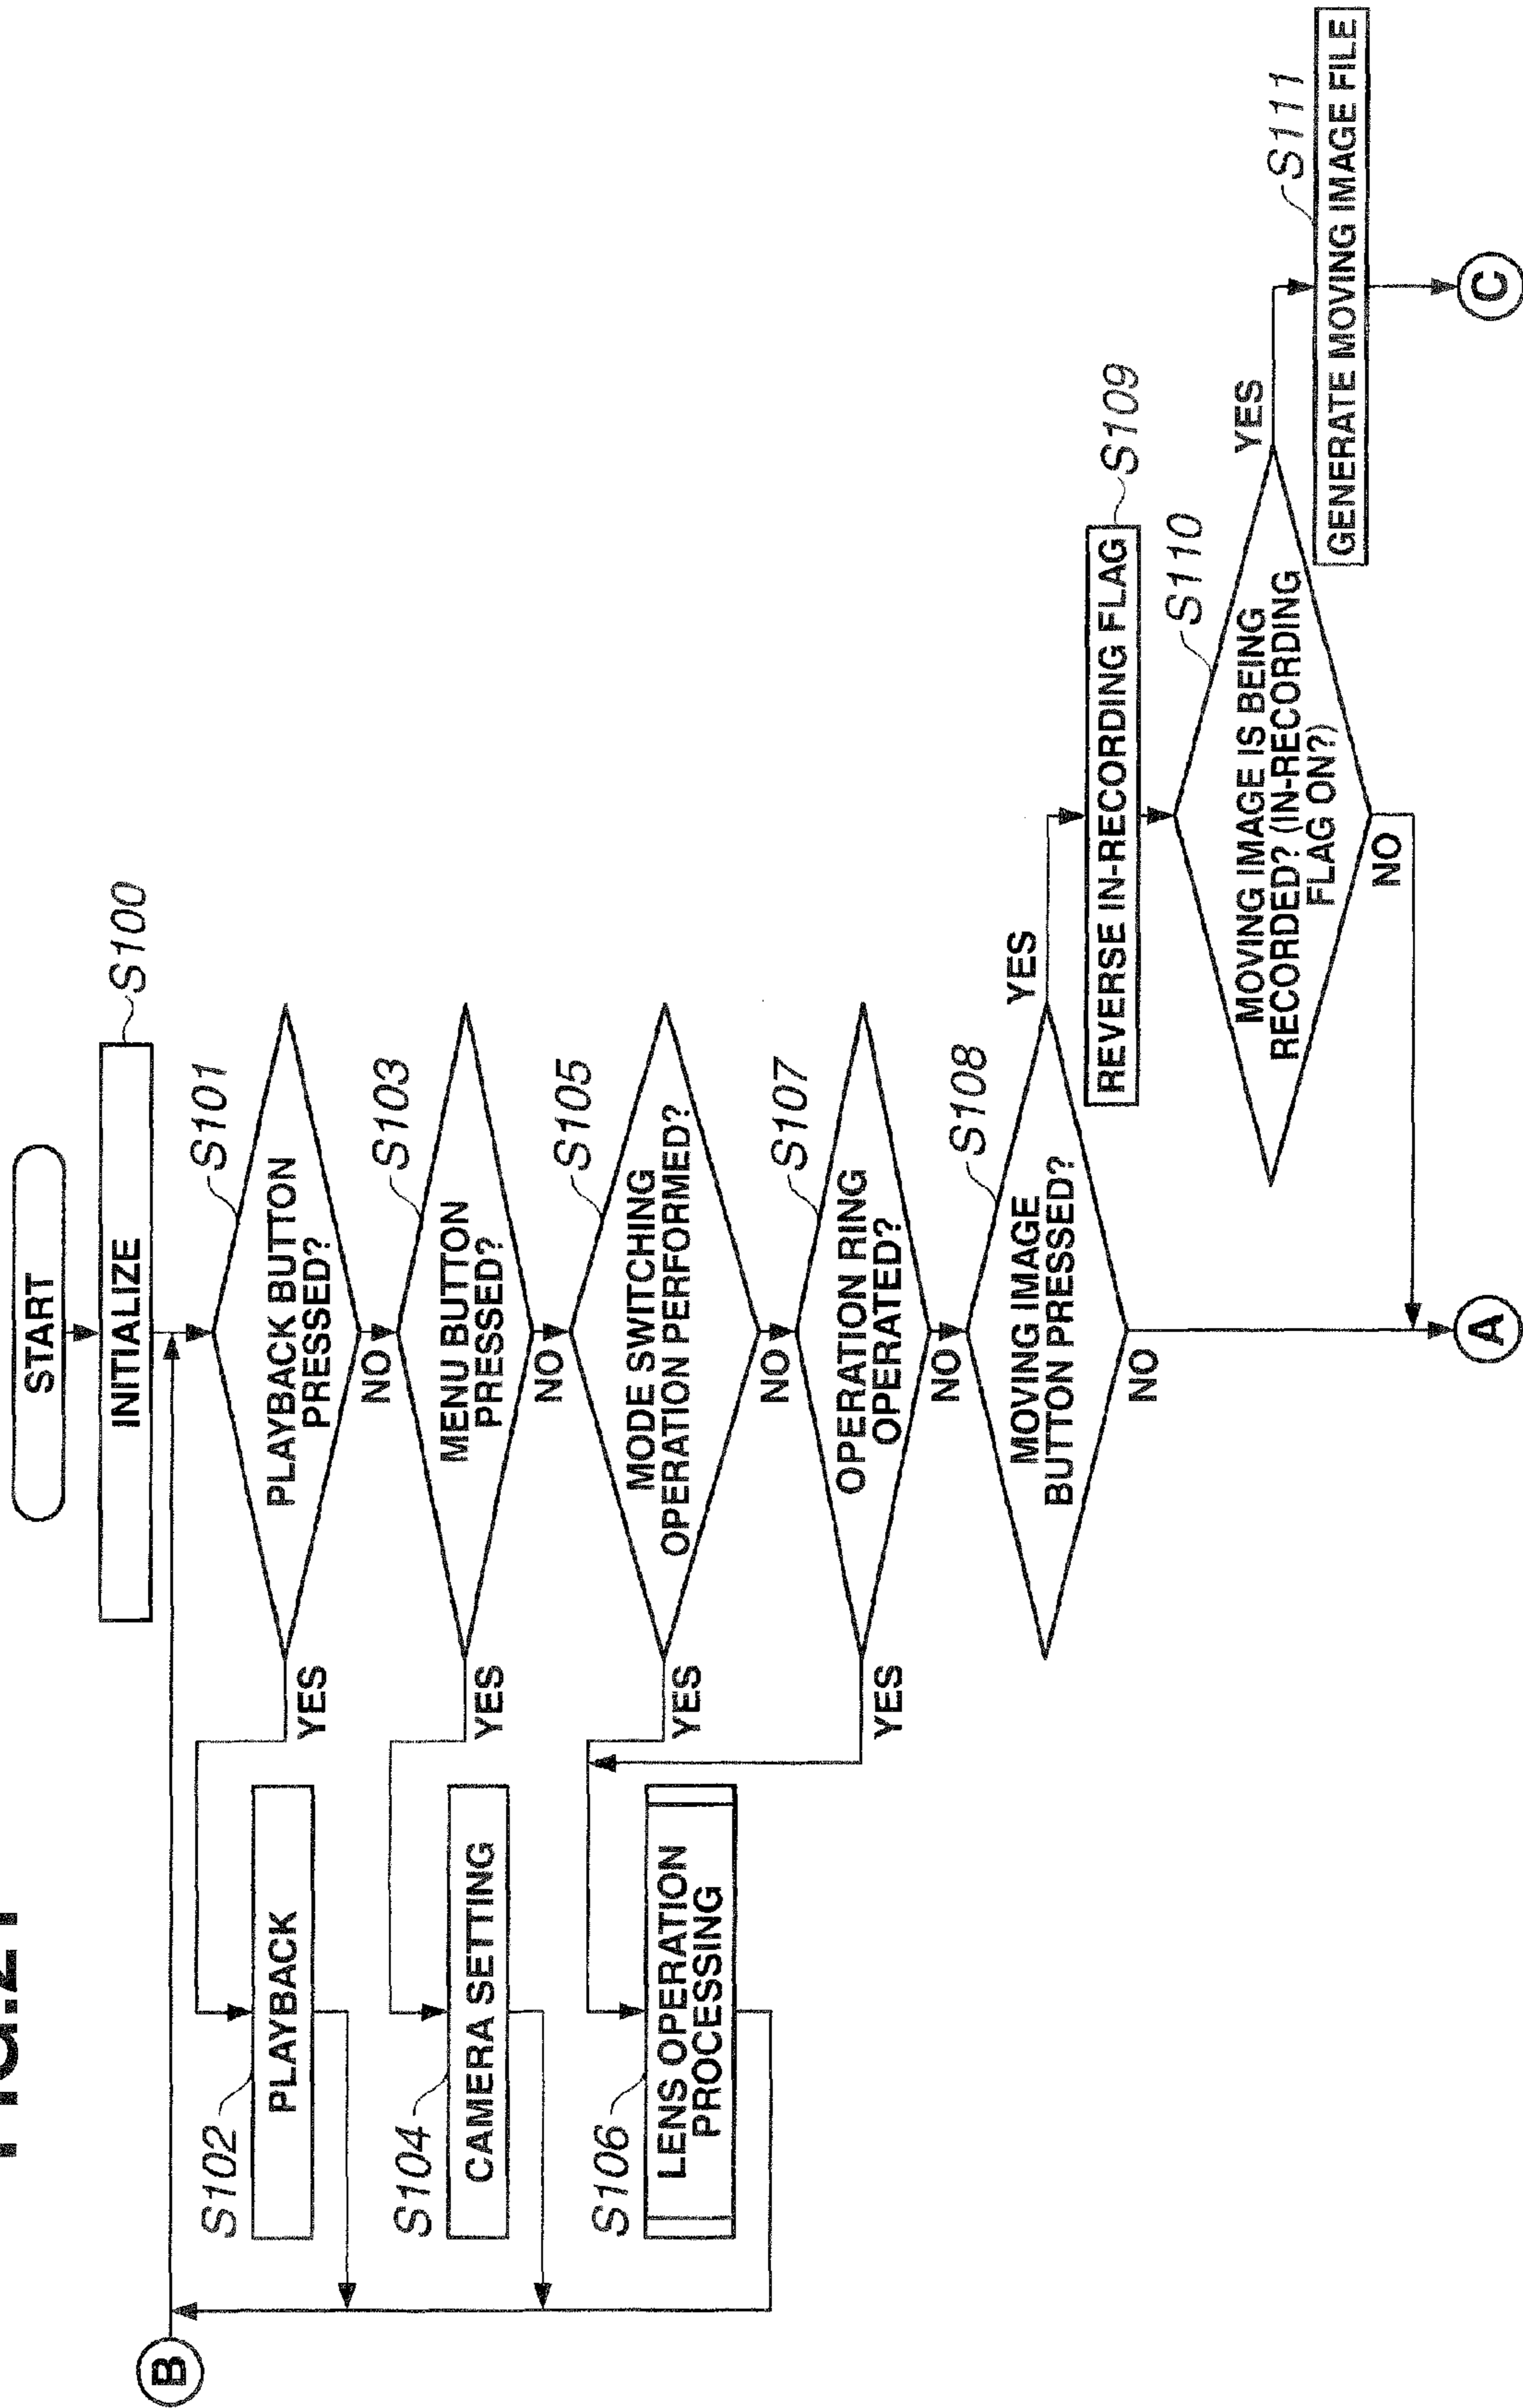 FIG.21
START
INITIALIZE
S100
B
PLAYBACK BUTTON
PRESSED?
S101
YES
NO
S102
PLAYBACK
MENU BUTTON
PRESSED?
S103
YES
NO
S104
CAMERA SETTING
MODE SWITCHING
OPERATION PERFORMED?
S105
YES
NO
S106
LENS OPERATION
PROCESSING
OPERATION RING
OPERATED?
S107
YES
NO
MOVING IMAGE
BUTTON PRESSED?
S108
YES
NO
REVERSE IN-RECORDING FLAG
S109
MOVING IMAGE IS BEING
RECORDED? (IN-RECORDING
FLAG ON?)
S110
YES
NO
GENERATE MOVING IMAGE FILE
S111
A
C